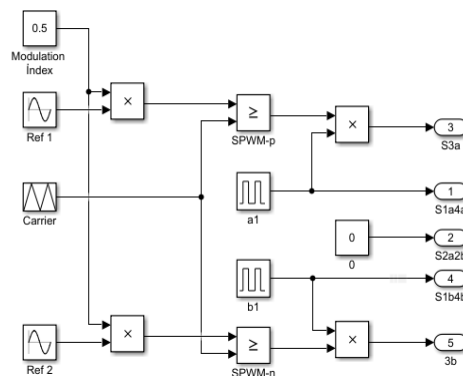 0.5
Modulation
İndex
×
Ref 1
≥
SPWM-p
×
3
S3a
Carrier
a1
1
S1a4a
0
0
2
S2a2b
b1
4
S1b4b
×
Ref 2
≥
SPWM-n
×
5
3b